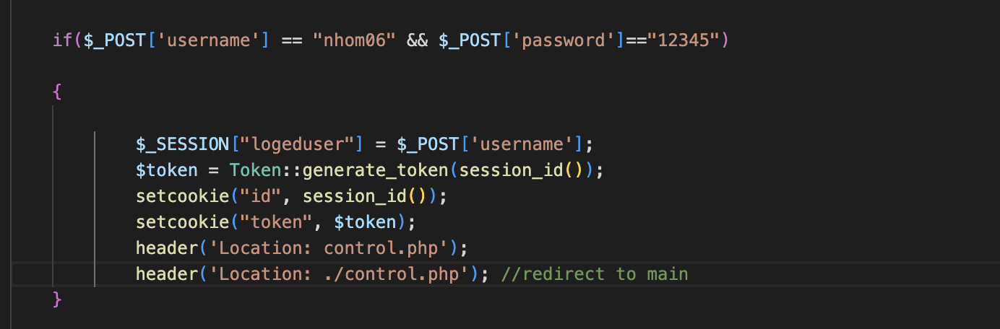 if($_POST['username'] == "nhom06" && $_POST['password']=="12345")
{
$_SESSION["logeduser"] = $_POST['username'];
$token = Token::generate_token(session_id());
setcookie("id", session_id());
setcookie("token", $token);
header('Location: control.php');
header('Location: ./control.php'); //redirect to main
}